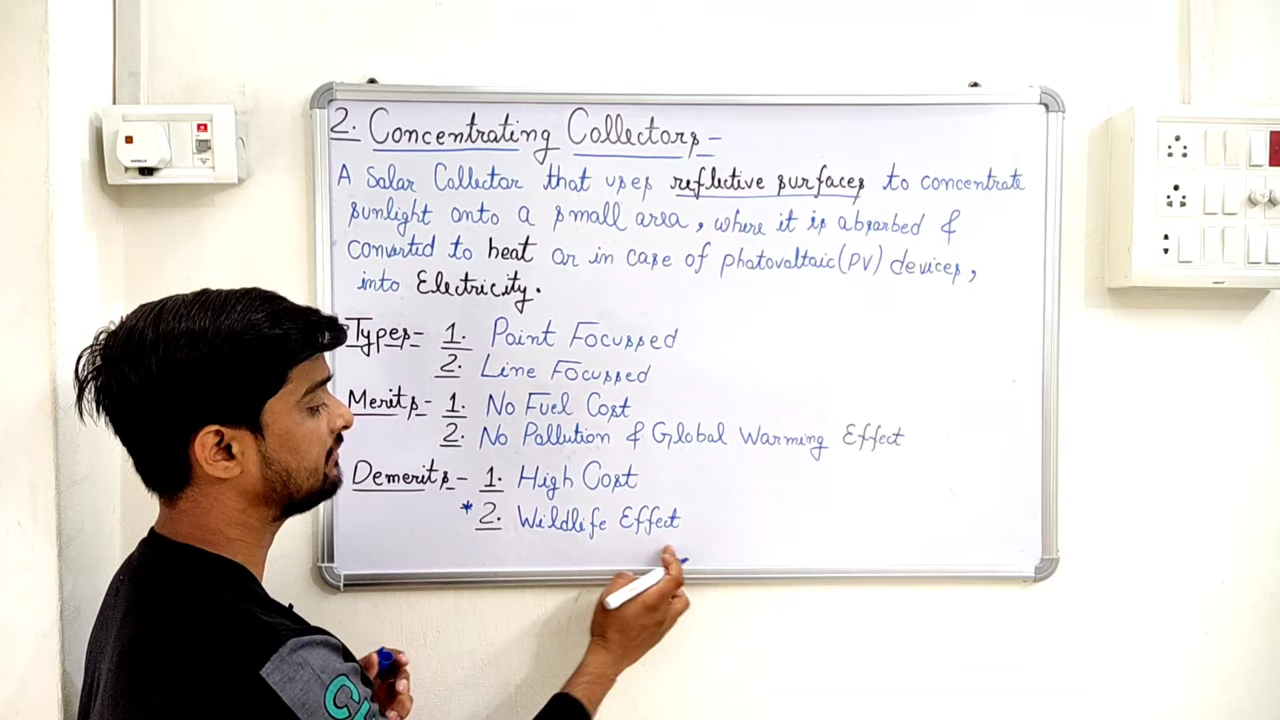 2. Concentrating Collectors -
A Solar Collector that uses reflective surfaces to concentrate
sunlight onto a small area, where it is absorbed &
converted to heat or in case of photovoltaic (PV) devices,
into Electricity.
Types - 1. Point Focussed
2. Line Focussed
Merits - 1. No Fuel Cost
2. No Pollution & Global Warming Effect
Demerits - 1. High Cost
* 2. Wildlife Effect